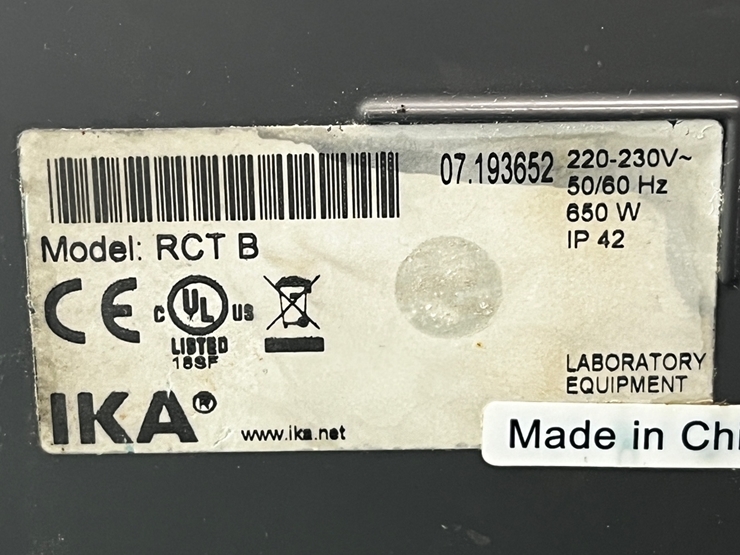 07.193652
220-230V~
50/60 Hz
650 W
IP 42
Model: RCT B
CE
C UL US
LISTED
LABORATORY
EQUIPMENT
IKA®
www.ika.net
Made in Chi